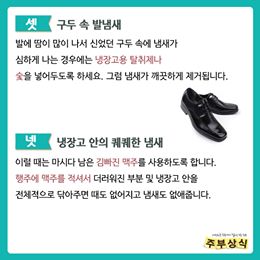 셋 구두 속 발냄새
발에 땀이 많이 나서 신었던 구두 속에 냄새가
심하게 나는 경우에는 냉장고용 탈취제나
숯을 넣어두도록 하세요. 그럼 냄새가 깨끗하게 제거됩니다.
넷 냉장고 안의 퀘퀘한 냄새
이럴 때는 마시다 남은 김빠진 맥주를 사용하도록 합니다.
행주에 맥주를 적셔서 더러워진 부분 및 냉장고 안을
전체적으로 닦아주면 때도 없어지고 냄새도 없애줍니다.
주부상식